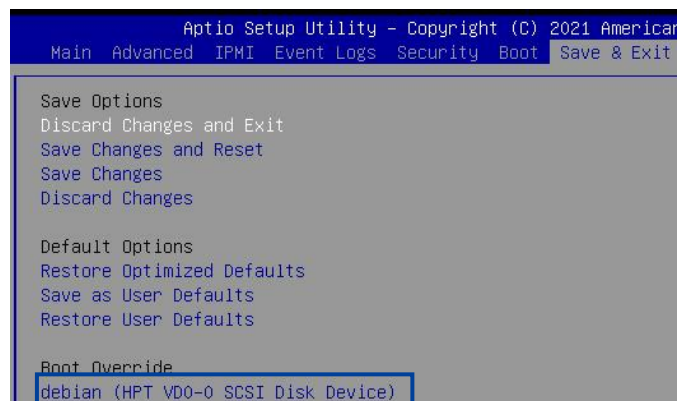 Aptio Setup Utility – Copyright (C) 2021 American
Main Advanced IPMI Event Logs Security Boot Save & Exit
Save Options
Discard Changes and Exit
Save Changes and Reset
Save Changes
Discard Changes
Default Options
Restore Optimized Defaults
Save as User Defaults
Restore User Defaults
Boot Override
debian (HPT VD0-0 SCSI Disk Device)